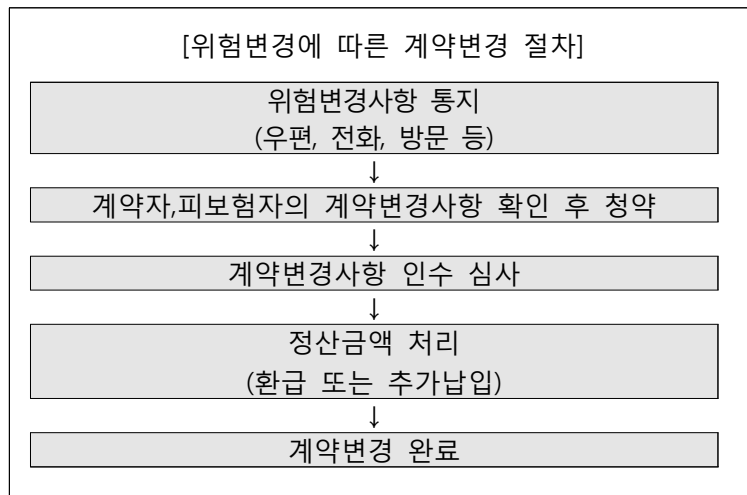 [위험변경에 따른 계약변경 절차]
위험변경사항 통지
(우편, 전화, 방문 등)
↓
계약자,피보험자의 계약변경사항 확인 후 청약
↓
계약변경사항 인수 심사
↓
정산금액 처리
(환급 또는 추가납입)
↓
계약변경 완료